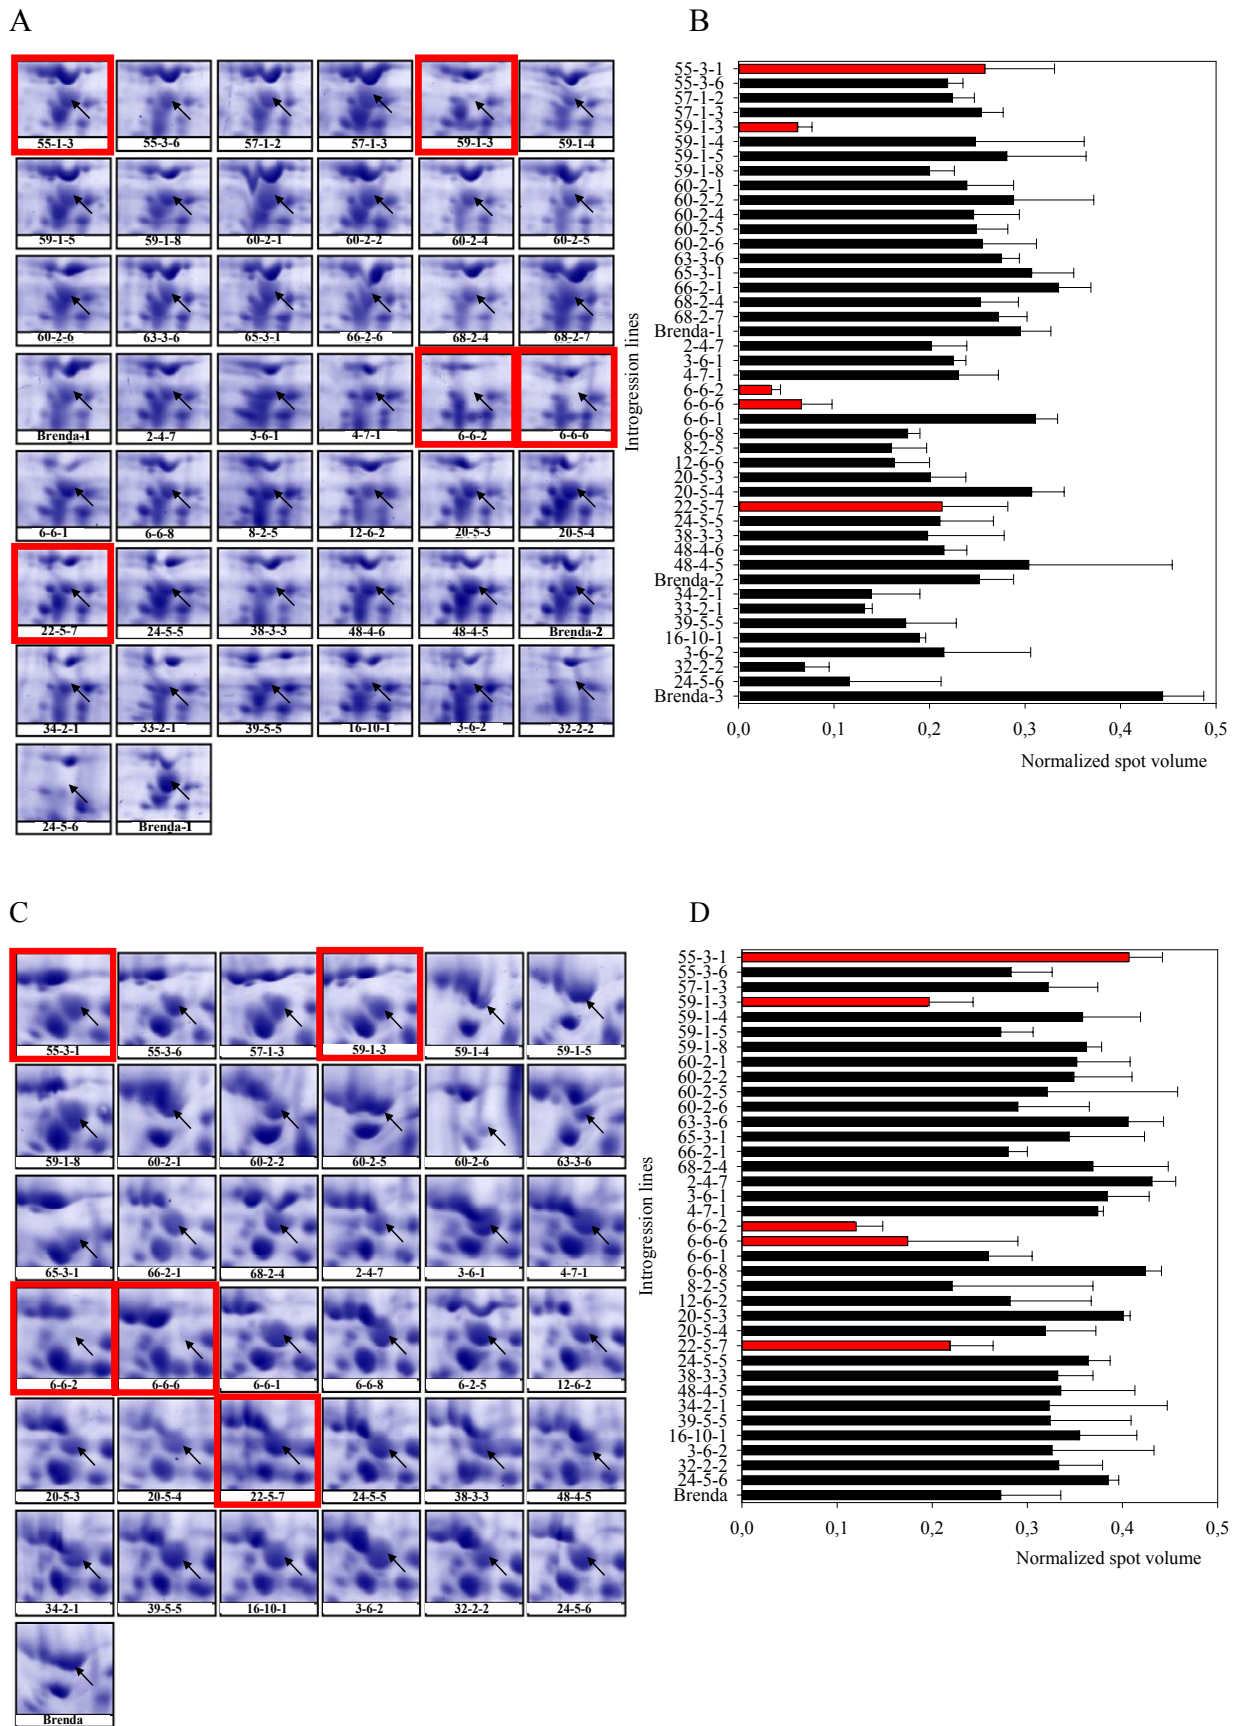 A
B
55-1-3 55-3-6 57-1-2 57-1-3 59-1-3 59-1-4
59-1-5 59-1-8 60-2-1 60-2-2 60-2-4 60-2-5
60-2-6 63-3-6 65-3-1 66-2-6 68-2-4 68-2-7
Brenda-1 2-4-7 3-6-1 4-7-1 6-6-2 6-6-6
6-6-1 6-6-8 8-2-5 12-6-2 20-5-3 20-5-4
22-5-7 24-5-5 38-3-3 48-4-6 48-4-5 Brenda-2
34-2-1 33-2-1 39-5-5 16-10-1 3-6-2 32-2-2
24-5-6 Brenda-1
Introgression lines
55-3-1
55-3-6
57-1-2
57-1-3
59-1-3
59-1-4
59-1-5
59-1-8
60-2-1
60-2-2
60-2-4
60-2-5
60-2-6
63-3-6
65-3-1
66-2-1
68-2-4
68-2-7
Brenda-1
2-4-7
3-6-1
4-7-1
6-6-2
6-6-6
6-6-1
6-6-8
8-2-5
12-6-6
20-5-3
20-5-4
22-5-7
24-5-5
38-3-3
48-4-6
48-4-5
Brenda-2
34-2-1
33-2-1
39-5-5
16-10-1
3-6-2
32-2-2
24-5-6
Brenda-3
0,0 0,1 0,2 0,3 0,4 0,5
Normalized spot volume
C
D
55-3-1 55-3-6 57-1-3 59-1-3 59-1-4 59-1-5
59-1-8 60-2-1 60-2-2 60-2-5 60-2-6 63-3-6
65-3-1 66-2-1 68-2-4 2-4-7 3-6-1 4-7-1
6-6-2 6-6-6 6-6-1 6-6-8 6-2-5 12-6-2
20-5-3 20-5-4 22-5-7 24-5-5 38-3-3 48-4-5
34-2-1 39-5-5 16-10-1 3-6-2 32-2-2 24-5-6
Brenda
Introgression lines
55-3-1
55-3-6
57-1-3
59-1-3
59-1-4
59-1-5
59-1-8
60-2-1
60-2-2
60-2-5
60-2-6
63-3-6
65-3-1
66-2-1
68-2-4
2-4-7
3-6-1
4-7-1
6-6-2
6-6-6
6-6-1
6-6-8
8-2-5
12-6-2
20-5-3
20-5-4
22-5-7
24-5-5
38-3-3
48-4-5
34-2-1
39-5-5
16-10-1
3-6-2
32-2-2
24-5-6
Brenda
0,0 0,1 0,2 0,3 0,4 0,5
Normalized spot volume